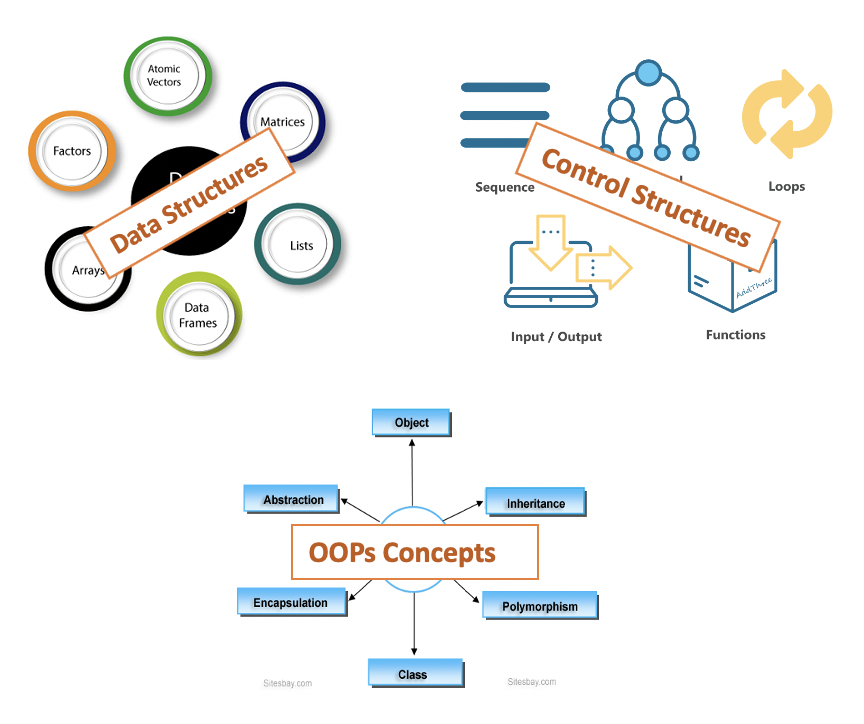 Atomic
Vectors
Matrices
Factors
Data Structures
Arrays
Lists
Data
Frames
Control Structures
Sequence
Loops
AddThree
Input / Output
Functions
Object
Abstraction
Inheritance
OOPs Concepts
Encapsulation
Polymorphism
Class
Sitesbay.com
Sitesbay.com